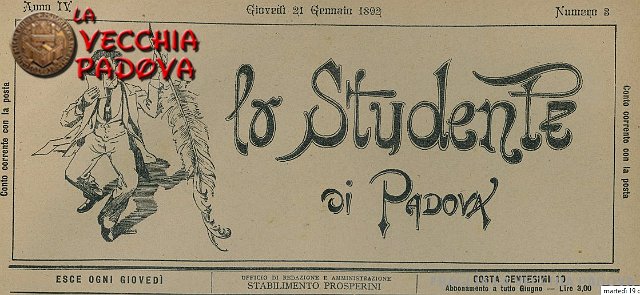 Anno IV
Giovedì 21 Gennaio 1892
Numero 3
LA
VECCHIA
PADOVA
Conto corrente con la posta
Lo Studente
di PADOVA
Conto corrente con la posta
ESCE OGNI GIOVEDÌ
UFFICIO DI REDAZIONE E AMMINISTRAZIONE
STABILIMENTO PROSPERINI
COSTA CENTESIMI 10
Abbonamento a tutto Giugno — Lire 3,00
martedì 19